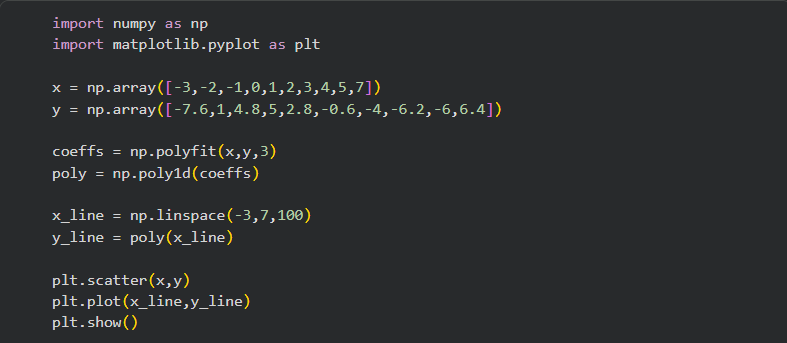 import numpy as np
import matplotlib.pyplot as plt
x = np.array([-3,-2,-1,0,1,2,3,4,5,7])
y = np.array([-7.6,1,4.8,5,2.8,-0.6,-4,-6.2,-6,6.4])
coeffs = np.polyfit(x,y,3)
poly = np.poly1d(coeffs)
x_line = np.linspace(-3,7,100)
y_line = poly(x_line)
plt.scatter(x,y)
plt.plot(x_line,y_line)
plt.show()